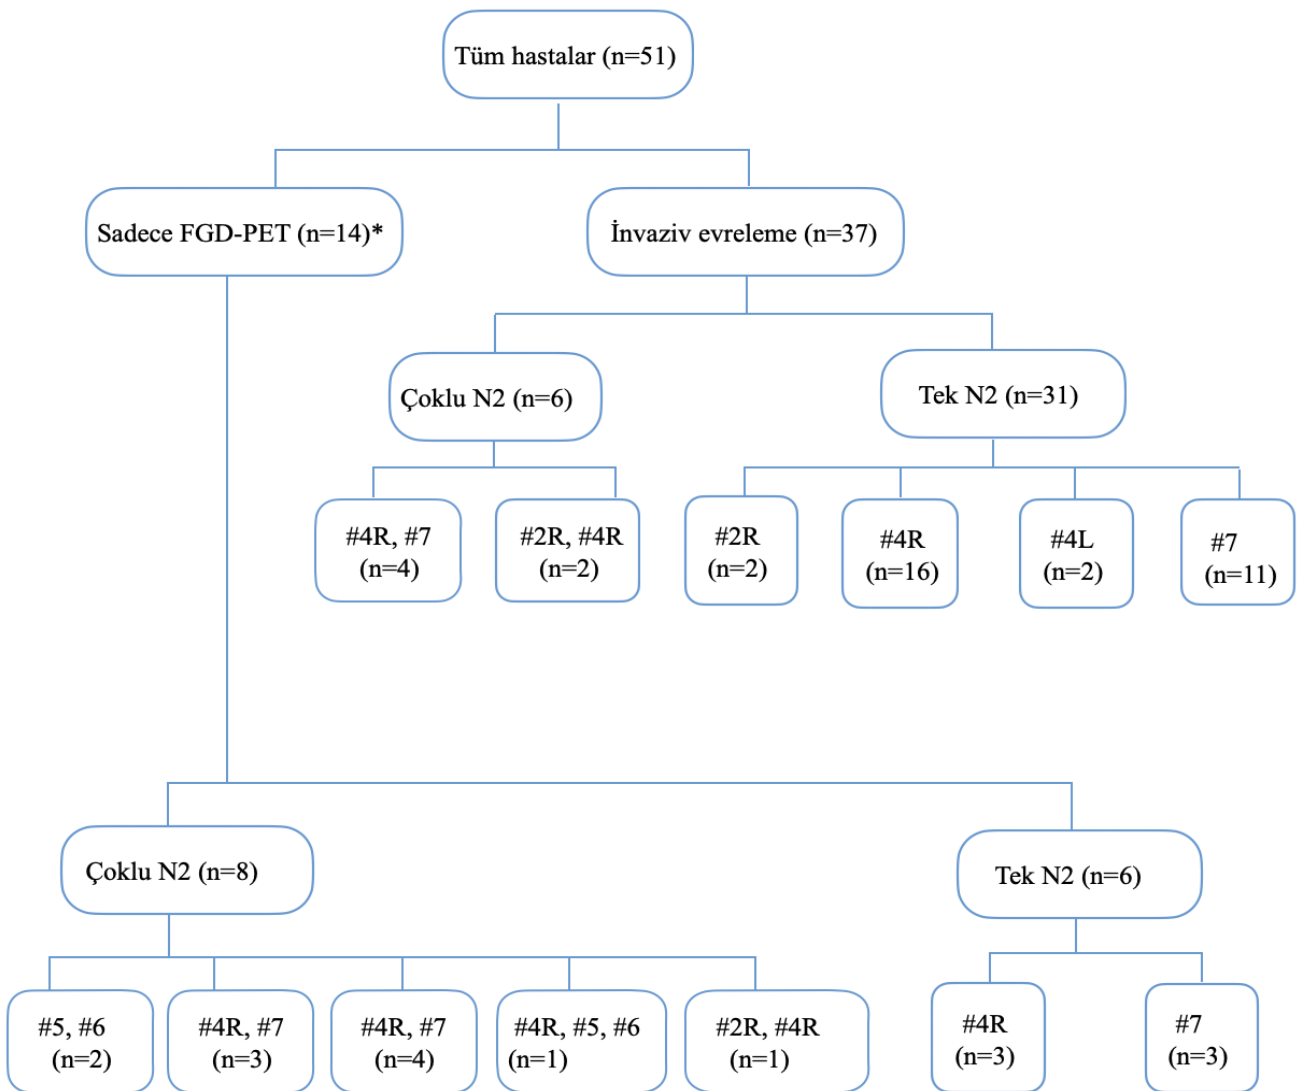 Tüm hastalar (n=51)
Sadece FGD-PET (n=14)*
İnvaziv evreleme (n=37)
Çoklu N2 (n=6)
Tek N2 (n=31)
#4R, #7
(n=4)
#2R, #4R
(n=2)
#2R
(n=2)
#4R
(n=16)
#4L
(n=2)
#7
(n=11)
Çoklu N2 (n=8)
Tek N2 (n=6)
#5, #6
(n=2)
#4R, #7
(n=3)
#4R, #7
(n=4)
#4R, #5, #6
(n=1)
#2R, #4R
(n=1)
#4R
(n=3)
#7
(n=3)